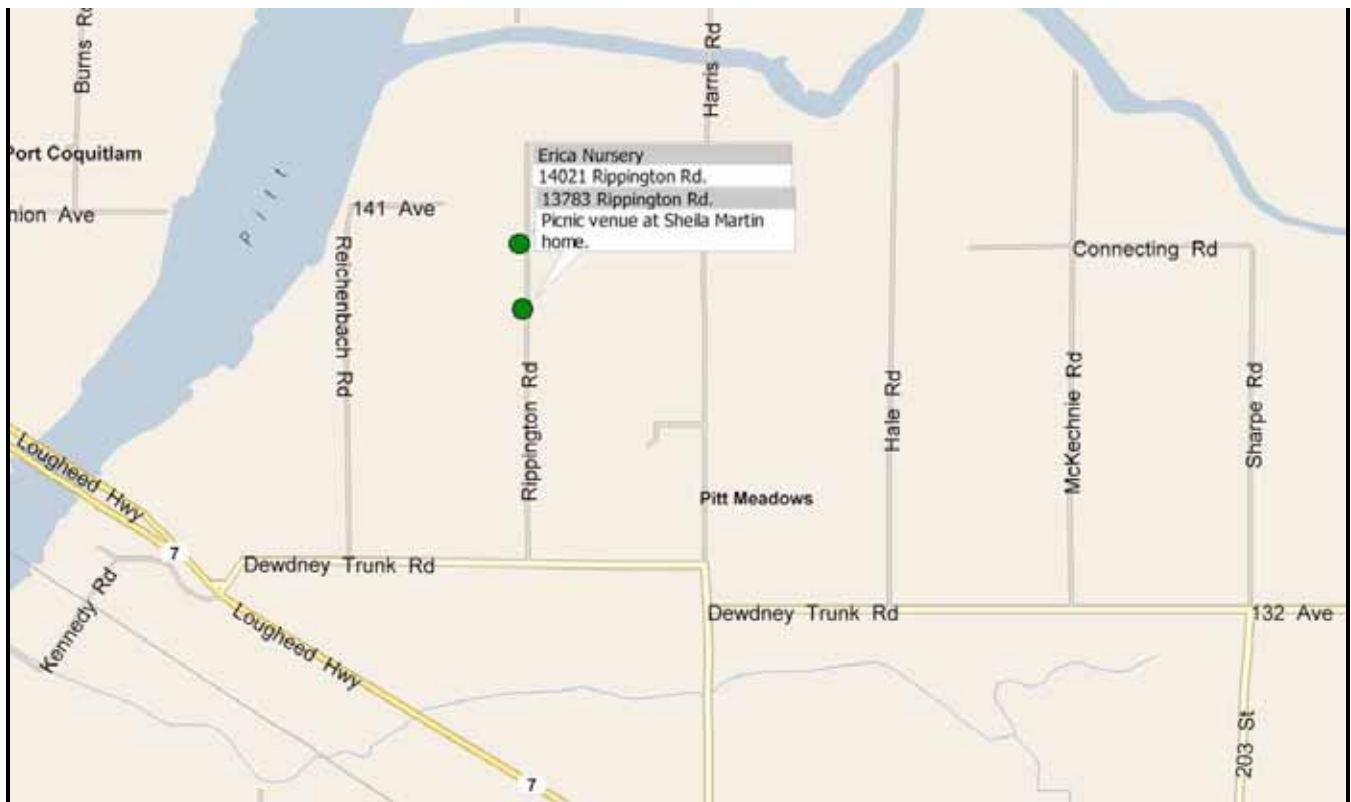 Burns Rd
Harris Rd
Port Coquitlam
Erica Nursery
14021 Rippington Rd.
13783 Rippington Rd.
Picnic venue at Sheila Martin
home.
nion Ave
141 Ave
Pitt
Reichenbach Rd
Connecting Rd
Rippington Rd
Hale Rd
McKechnie Rd
Sharpe Rd
Lougheed Hwy
Pitt Meadows
7
Dewdney Trunk Rd
Kennedy Rd
Lougheed Hwy
Dewdney Trunk Rd
132 Ave
203 St
7